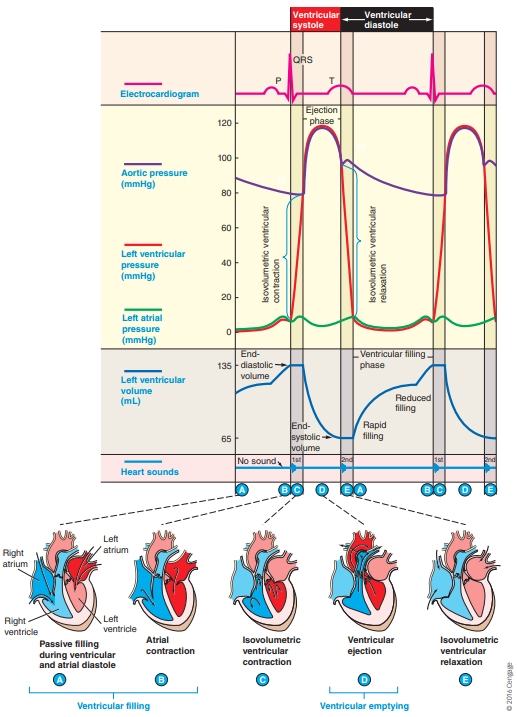 Ventricular
systole
Ventricular
diastole
QRS
P
T
Electrocardiogram
Ejection
phase
120
100
80
60
40
20
0
Aortic pressure
(mmHg)
Left ventricular
pressure
(mmHg)
Left atrial
pressure
(mmHg)
Isovolumetric ventricular
contraction
Isovolumetric ventricular
relaxation
End-
diastolic
volume
Ventricular filling
phase
135
65
Left ventricular
volume
(mL)
Reduced
filling
Rapid
filling
End-
systolic
volume
No sound
1st
2nd
1st
2nd
Heart sounds
A B C D E A B C D E
Right
atrium
Left
atrium
Right
ventricle
Left
ventricle
Passive filling
during ventricular
and atrial diastole
Atrial
contraction
Isovolumetric
ventricular
contraction
Ventricular
ejection
Isovolumetric
ventricular
relaxation
A B C D E
Ventricular filling
Ventricular emptying
© 2016 Cengage